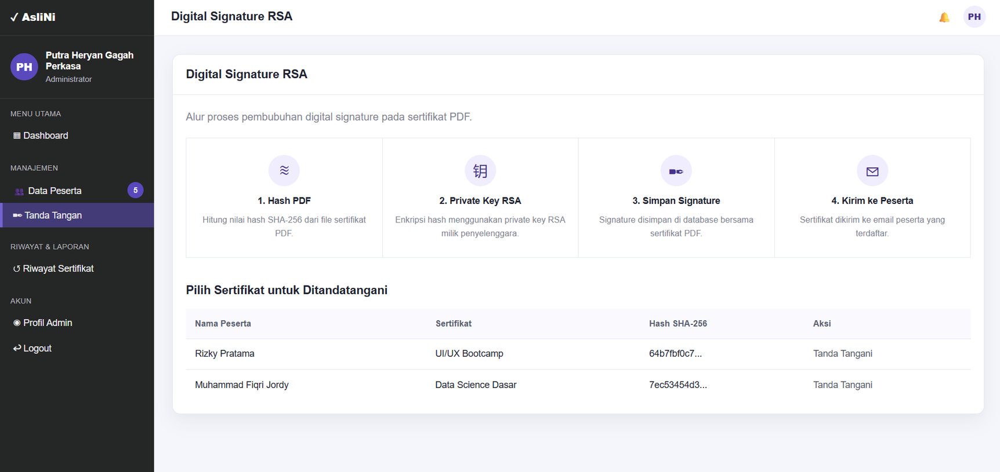 ✓ AsliNi
Digital Signature RSA
PH
PH
Putra Heryan Gagah
Perkasa
Administrator
MENU UTAMA
Dashboard
MANAJEMEN
Data Peserta
5
Tanda Tangan
RIWAYAT & LAPORAN
Riwayat Sertifikat
AKUN
Profil Admin
Logout
Digital Signature RSA
Alur proses pembubuhan digital signature pada sertifikat PDF.
1. Hash PDF
Hitung nilai hash SHA-256 dari file sertifikat
PDF.
钥
2. Private Key RSA
Enkripsi hash menggunakan private key RSA
milik penyelenggara.
3. Simpan Signature
Signature disimpan di database bersama
sertifikat PDF.
4. Kirim ke Peserta
Sertifikat dikirim ke email peserta yang
terdaftar.
Pilih Sertifikat untuk Ditandatangani
Nama Peserta Sertifikat Hash SHA-256 Aksi
Rizky Pratama UI/UX Bootcamp 64b7fbf0c7... Tanda Tangani
Muhammad Fiqri Jordy Data Science Dasar 7ec53454d3... Tanda Tangani